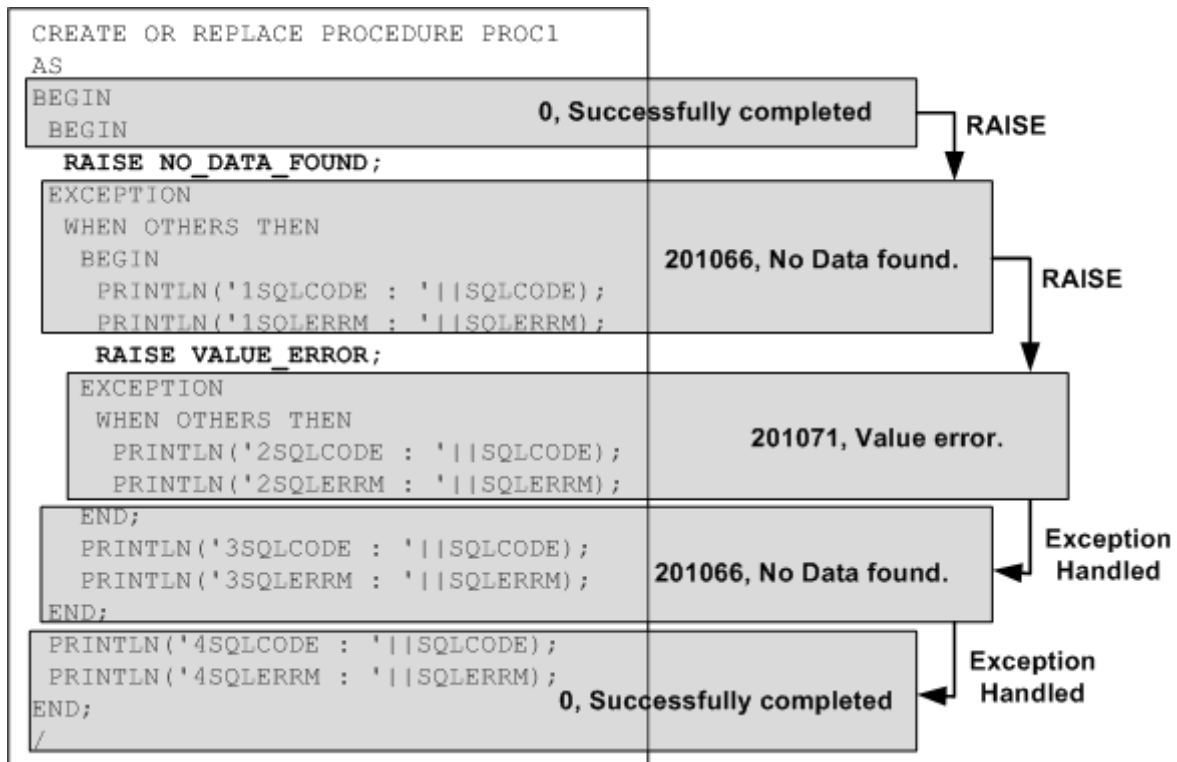 CREATE OR REPLACE PROCEDURE PROC1
AS
BEGIN
0, Successfully completed
BEGIN
RAISE
RAISE NO_DATA_FOUND;
EXCEPTION
WHEN OTHERS THEN
BEGIN
201066, No Data found.
PRINTLN('1SQLCODE : '||SQLCODE);
RAISE
PRINTLN('1SQLERRM : '||SQLERRM);
RAISE VALUE_ERROR;
EXCEPTION
WHEN OTHERS THEN
201071, Value error.
PRINTLN('2SQLCODE : '||SQLCODE);
PRINTLN('2SQLERRM : '||SQLERRM);
END;
PRINTLN('3SQLCODE : '||SQLCODE);
Exception
Handled
PRINTLN('3SQLERRM : '||SQLERRM);
201066, No Data found.
END;
PRINTLN('4SQLCODE : '||SQLCODE);
Exception
Handled
PRINTLN('4SQLERRM : '||SQLERRM);
0, Successfully completed
END;
/